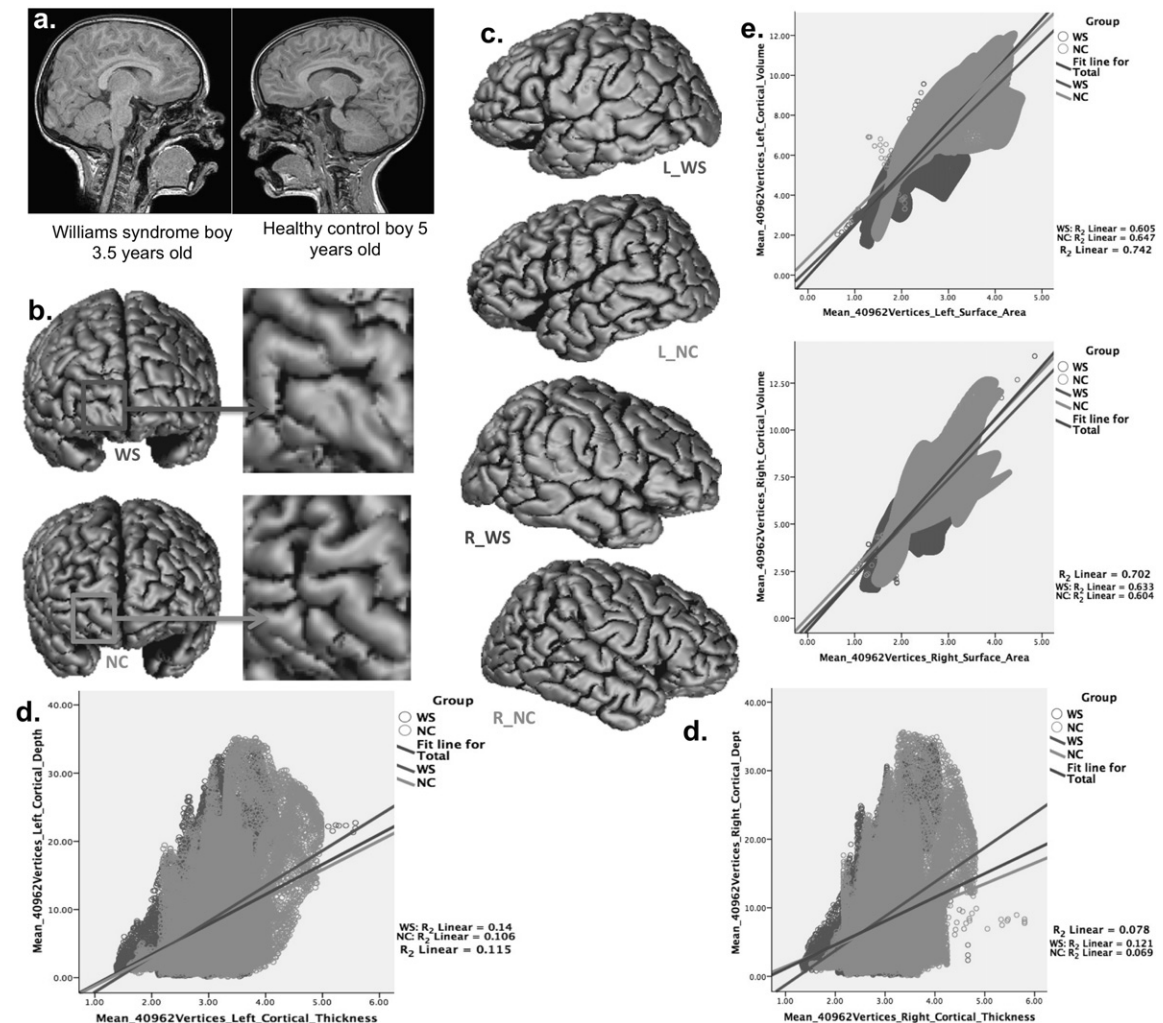 a.
Williams syndrome boy
3.5 years old
Healthy control boy 5
years old
b.
WS
NC
c.
L_WS
L_NC
R_WS
R_NC
d.
Mean_40962Vertices_Left_Cortical_Depth
40.00
30.00
20.00
10.00
0.00
1.00 2.00 3.00 4.00 5.00 6.00
Mean_40962Vertices_Left_Cortical_Thickness
Group
WS
NC
Fit line for
Total
WS
NC
WS: R2 Linear = 0.14
NC: R2 Linear = 0.106
R2 Linear = 0.115
d.
Mean_40962Vertices_Right_Cortical_Dept
40.00
30.00
20.00
10.00
0.00
1.00 2.00 3.00 4.00 5.00 6.00
Mean_40962Vertices_Right_Cortical_Thickness
Group
WS
NC
WS
NC
Fit line for
Total
R2 Linear = 0.078
WS: R2 Linear = 0.121
NC: R2 Linear = 0.069
e.
Mean_40962Vertices_Left_Cortical_Volume
12.00
10.00
8.00
6.00
4.00
2.00
0.00
0.00 1.00 2.00 3.00 4.00 5.00
Mean_40962Vertices_Left_Surface_Area
Group
WS
NC
Fit line for
Total
WS
NC
WS: R2 Linear = 0.605
NC: R2 Linear = 0.647
R2 Linear = 0.742
Mean_40962Vertices_Right_Cortical_Volume
12.50
10.00
7.50
5.00
2.50
0.00
0.00 1.00 2.00 3.00 4.00 5.00
Mean_40962Vertices_Right_Surface_Area
Group
WS
NC
WS
NC
Fit line for
Total
R2 Linear = 0.702
WS: R2 Linear = 0.633
NC: R2 Linear = 0.604